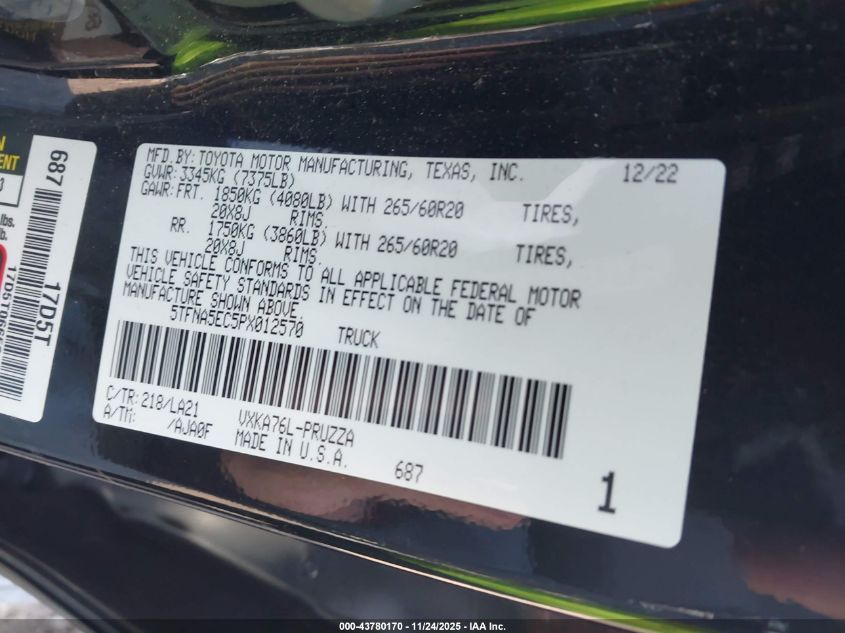 MFD. BY: TOYOTA MOTOR MANUFACTURING, TEXAS, INC. 12/22
GVWR: 3345KG (7375LB)
GAWR: FRT. 1850KG (4080LB) WITH 265/60R20 TIRES,
20X8J RIMS.
RR. 1750KG (3860LB) WITH 265/60R20 TIRES,
20X8J RIMS.
THIS VEHICLE CONFORMS TO ALL APPLICABLE FEDERAL MOTOR
VEHICLE SAFETY STANDARDS IN EFFECT ON THE DATE OF
MANUFACTURE SHOWN ABOVE.
5TFNA5EC5PX012570 TRUCK
C/TR: 218/LA21 VXKA76L-PRUZZA
A/TM: /AJA0F MADE IN U.S.A. 687
1
687
17D5T
lbs.
000-43780170 - 11/24/2025 - IAA Inc.